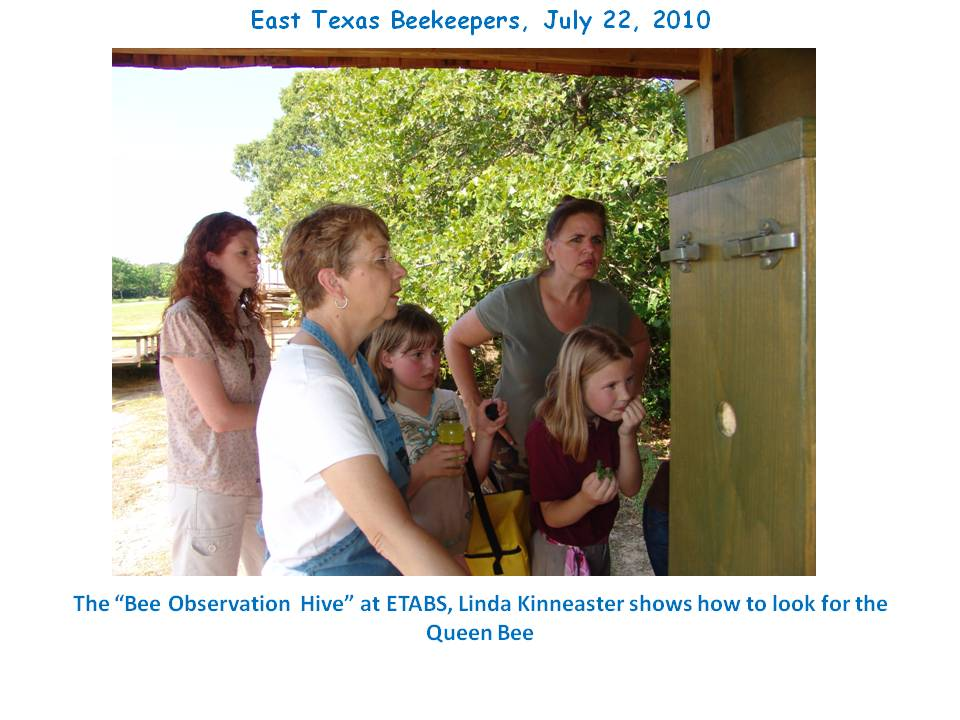 East Texas Beekeepers, July 22, 2010
The “Bee Observation Hive” at ETABS, Linda Kinneaster shows how to look for the
Queen Bee